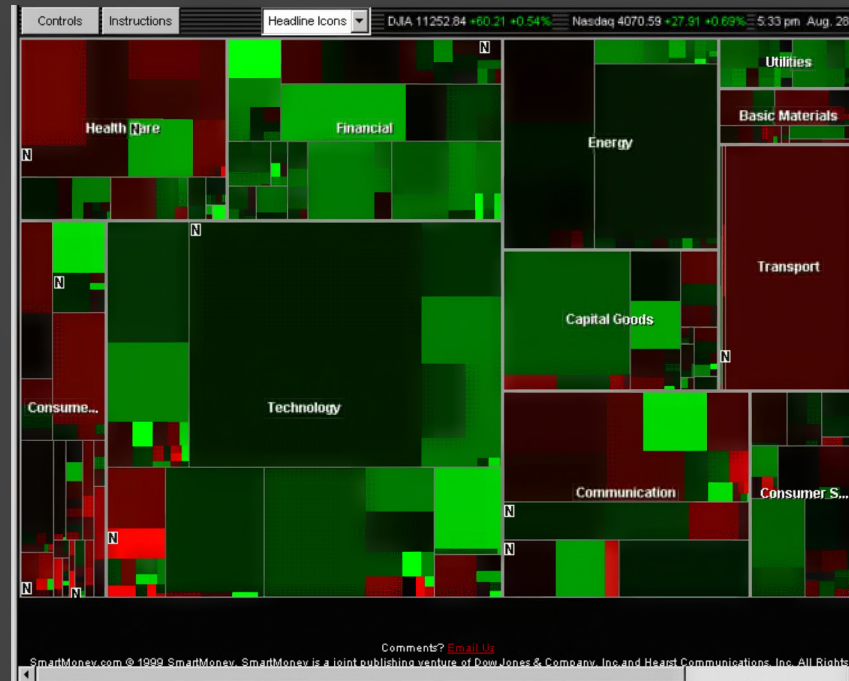 Controls Instructions Headline Icons DJIA 11252.84 +60.21 +0.54% Nasdaq 4070.59 +27.91 +0.69% 5:33 pm Aug. 28
N
Utilities
Basic Materials
Health Care
N
Financial
Energy
N
N
Transport
N
Capital Goods
N
Consume...
Technology
Communication
Consumer S...
N
N
N
N
N
Comments? Email Us
SmartMoney.com © 1999 SmartMoney. SmartMoney is a joint publishing venture of Dow Jones & Company, Inc.and Hearst Communications, Inc. All Rights